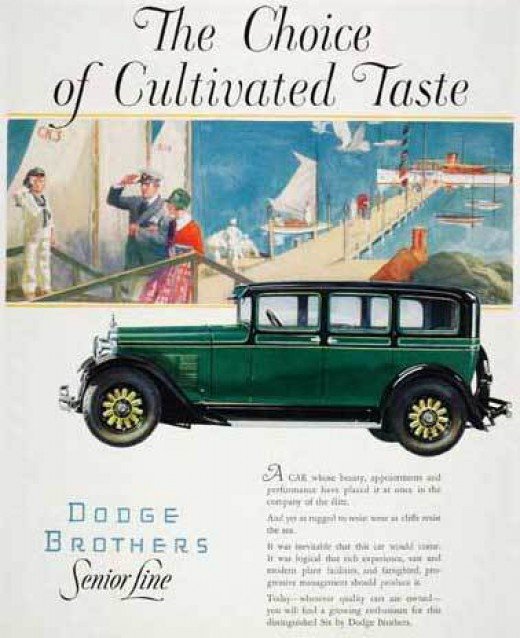 The Choice
of Cultivated Taste
A CAR whose beauty, appointments and
performance have placed it at once in the
company of the élite.
And yet as rugged to resist wear as cliffs resist
the sea.
It was inevitable that this car would come.
It was logical that rich experience, vast and
modern plant facilities, and farsighted, pro-
gressive management should produce it.
Today—wherever quality cars are owned—
you will find a growing enthusiasm for this
distinguished Six by Dodge Brothers.
DODGE
BROTHERS
Senior Line